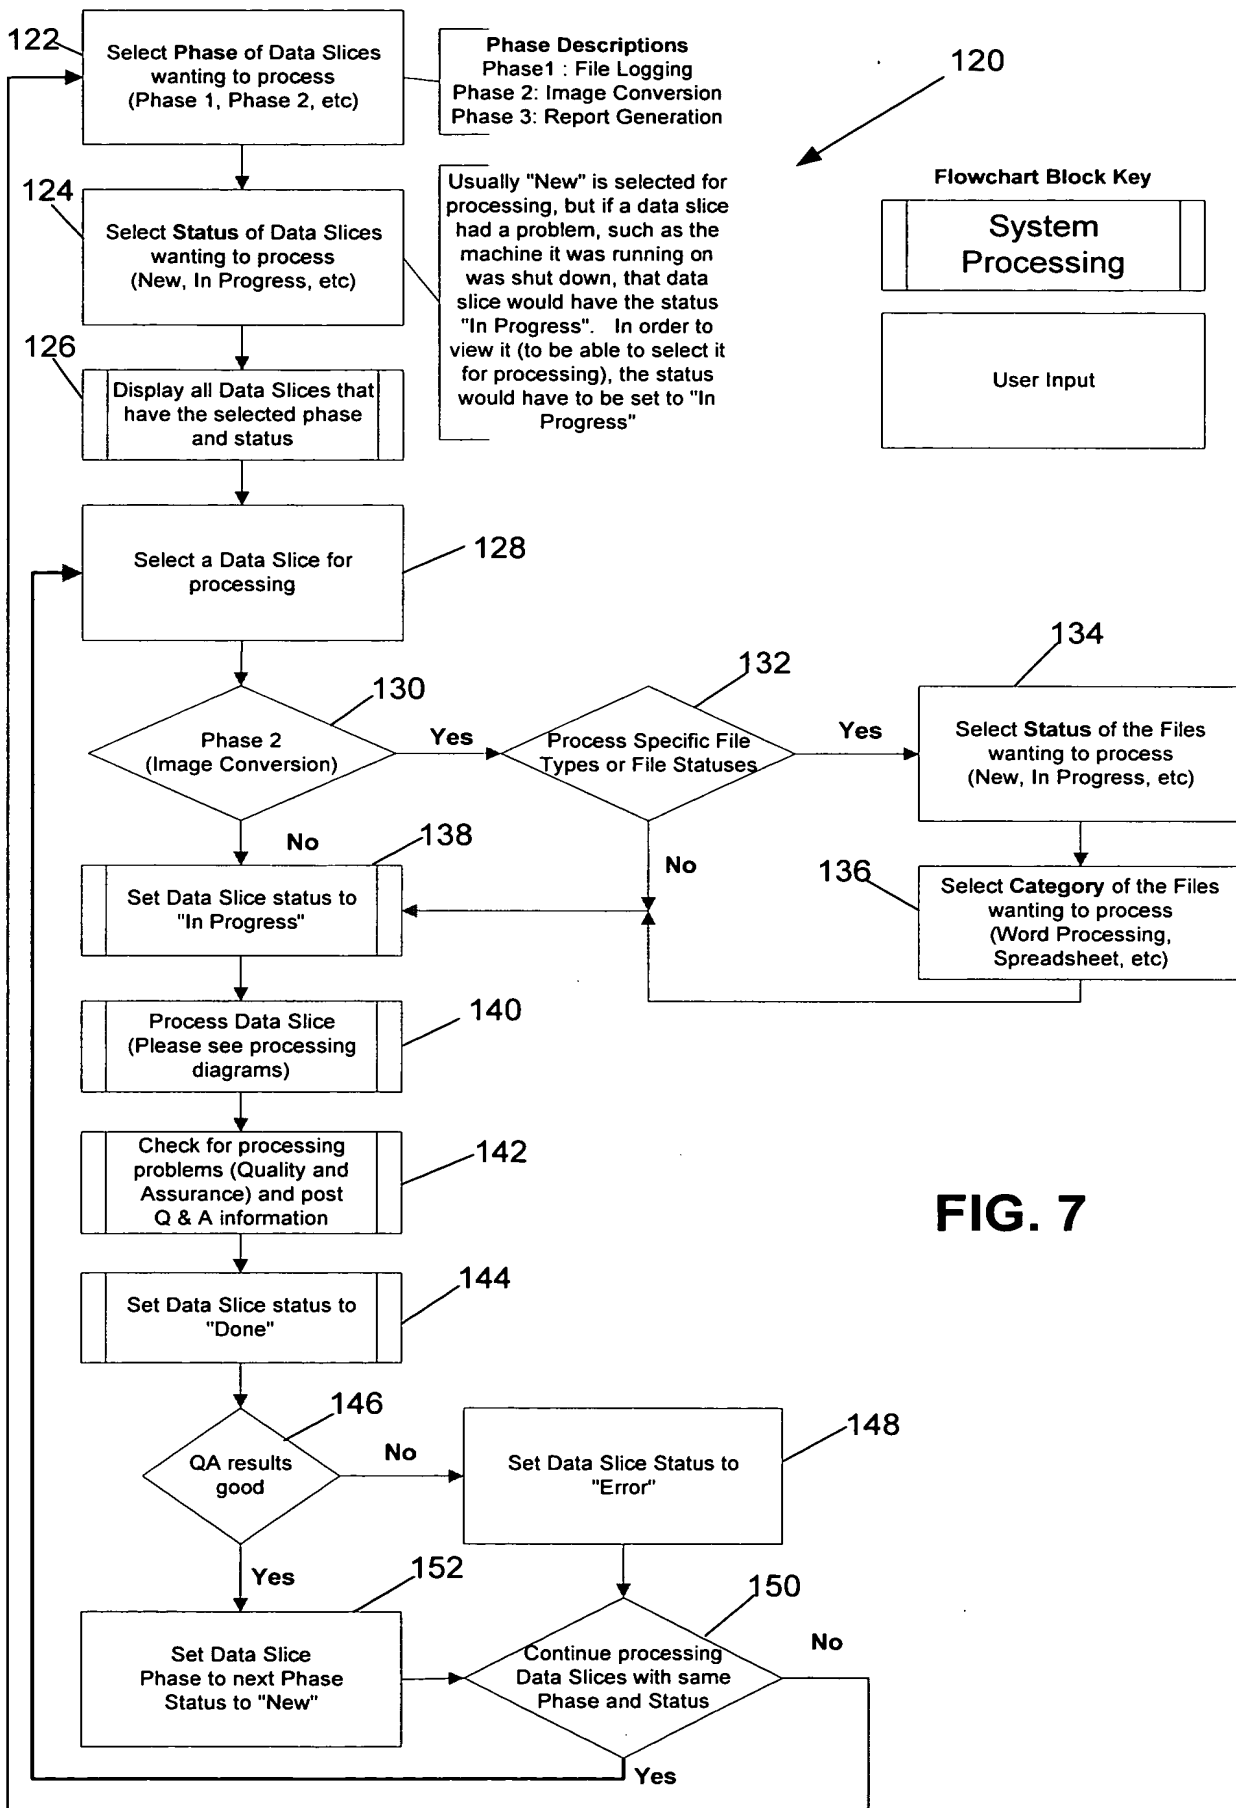 122
Select Phase of Data Slices
wanting to process
(Phase 1, Phase 2, etc)
Phase Descriptions
Phase1 : File Logging
Phase 2: Image Conversion
Phase 3: Report Generation
120
124
Select Status of Data Slices
wanting to process
(New, In Progress, etc)
Usually "New" is selected for
processing, but if a data slice
had a problem, such as the
machine it was running on
was shut down, that data
slice would have the status
"In Progress". In order to
view it (to be able to select it
for processing), the status
would have to be set to "In
Progress"
Flowchart Block Key
System
Processing
User Input
126
Display all Data Slices that
have the selected phase
and status
Select a Data Slice for
processing
128
130
Phase 2
(Image Conversion)
Yes
132
Process Specific File
Types or File Statuses
Yes
134
Select Status of the Files
wanting to process
(New, In Progress, etc)
No
138
Set Data Slice status to
"In Progress"
No
136
Select Category of the Files
wanting to process
(Word Processing,
Spreadsheet, etc)
Process Data Slice
(Please see processing
diagrams)
140
Check for processing
problems (Quality and
Assurance) and post
Q & A information
142
FIG. 7
Set Data Slice status to
"Done"
144
146
QA results
good
No
Set Data Slice Status to
"Error"
148
Yes
152
Set Data Slice
Phase to next Phase
Status to "New"
150
Continue processing
Data Slices with same
Phase and Status
No
Yes